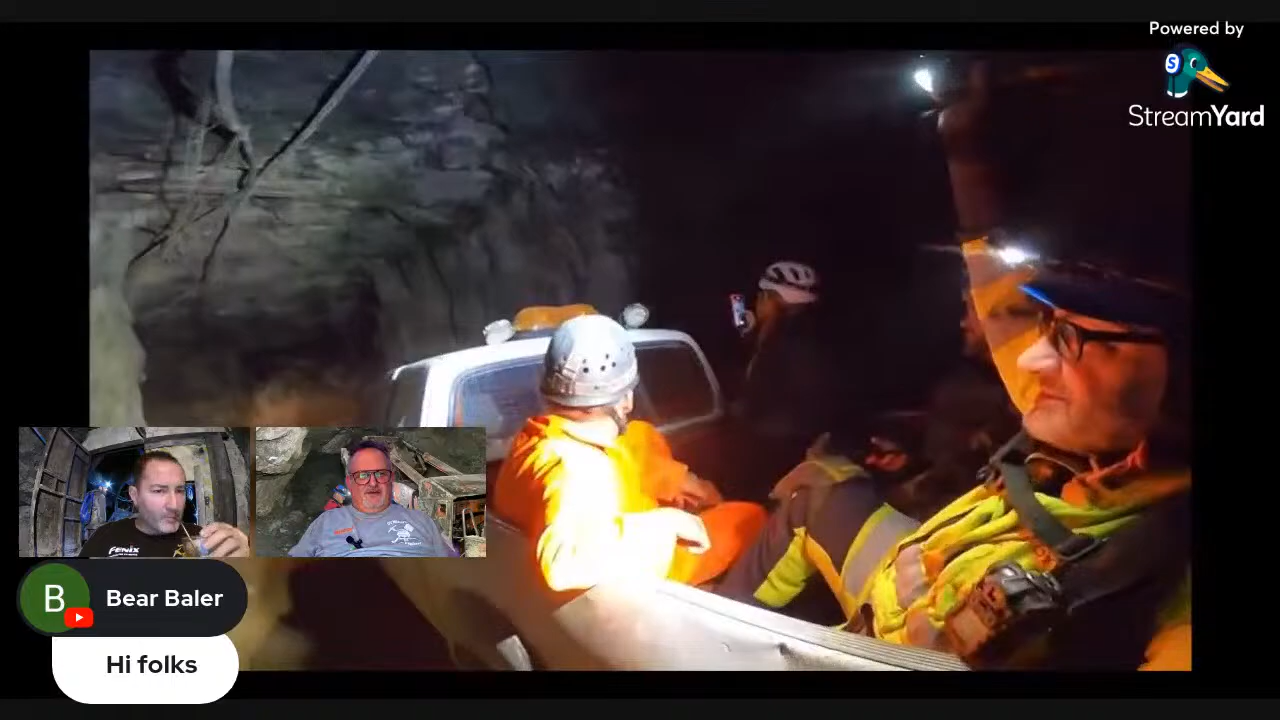 Powered by
S
StreamYard
FENIX
B
Bear Baler
Hi folks